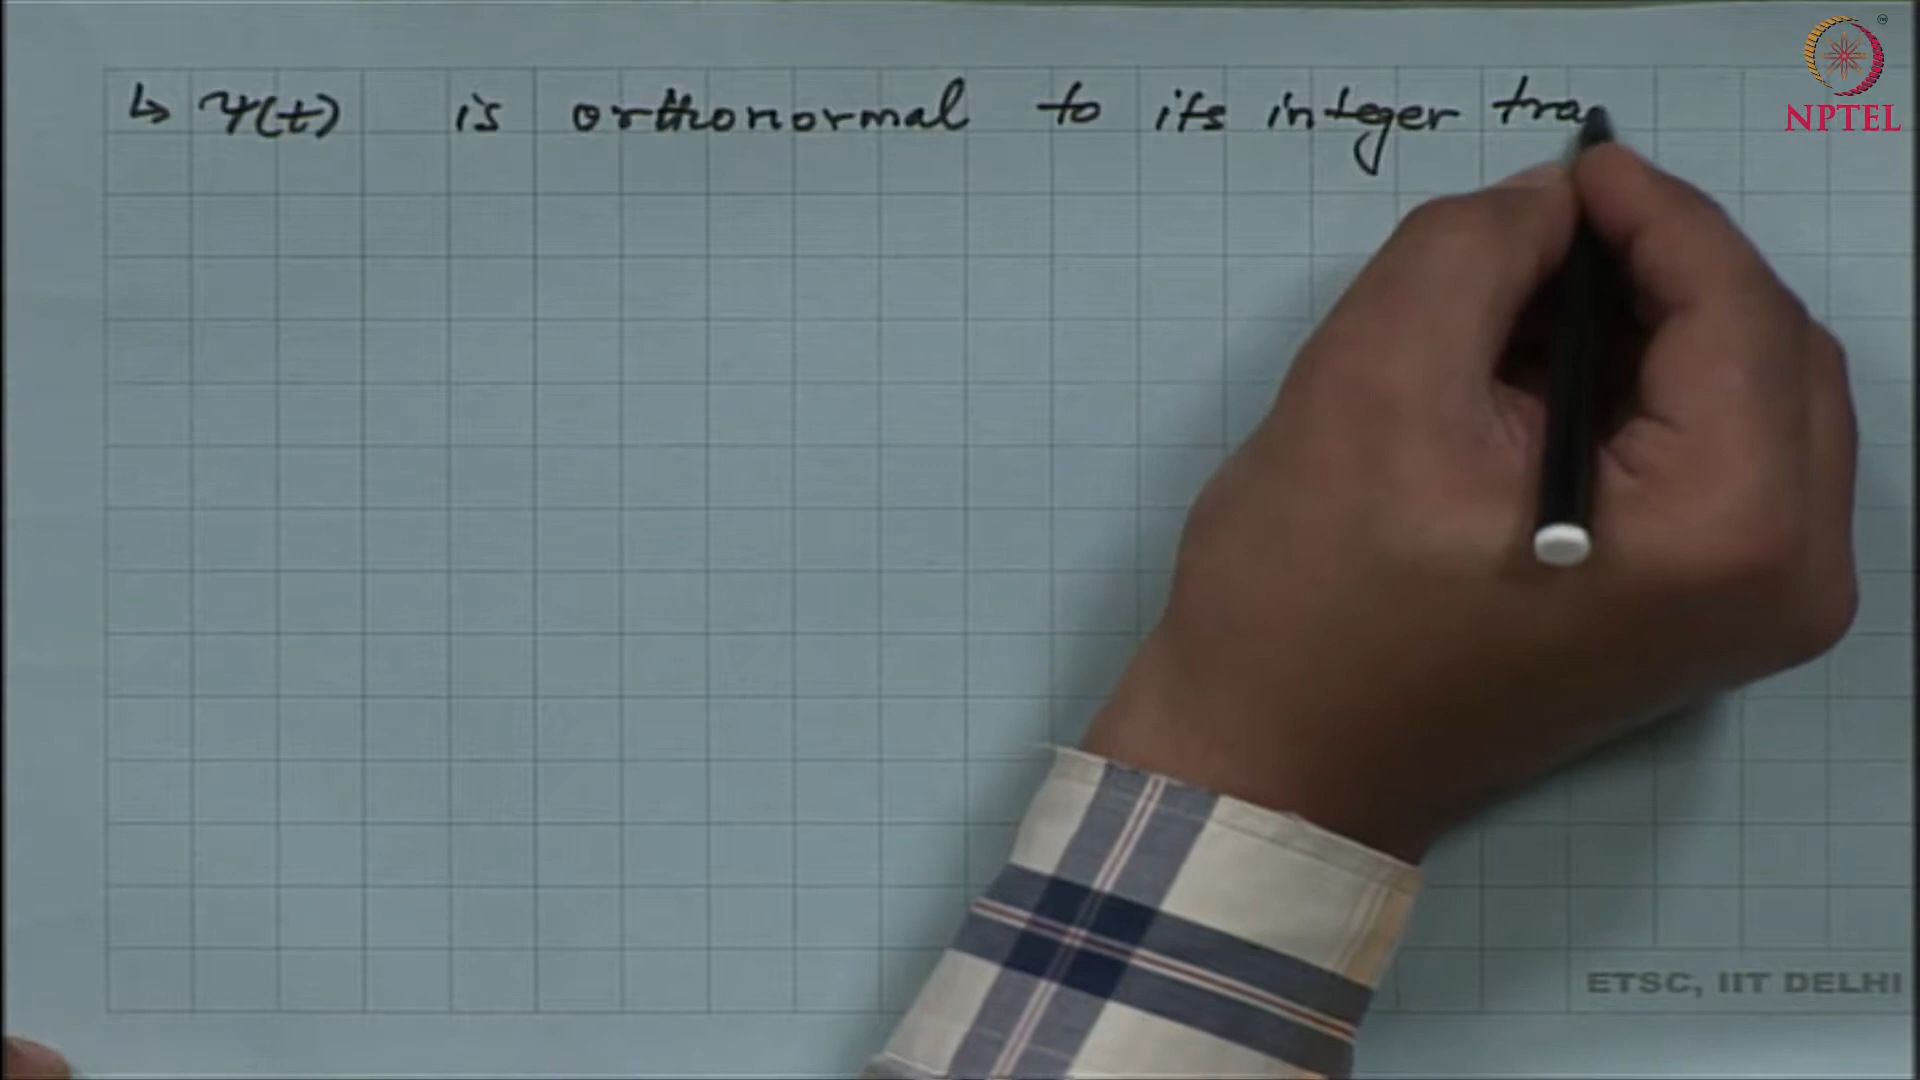 ↳ ψ(t) is orthonormal to its integer tra
NPTEL
ETSC, IIT DELHI